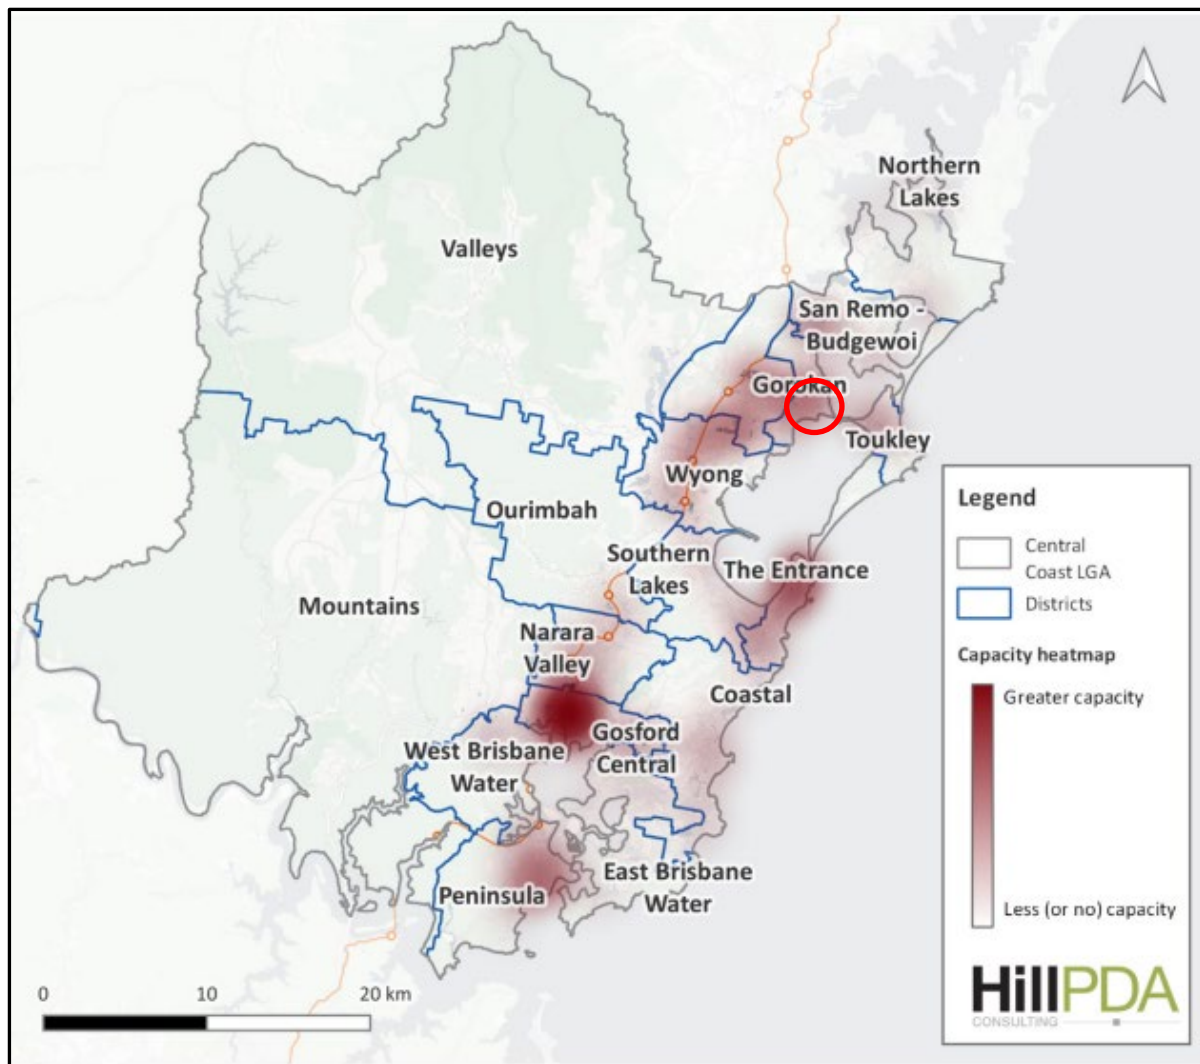 Northern
Lakes
Valleys
San Remo -
Budgewoi
Gorokan
Toukley
Wyong
Ourimbah
Southern
Lakes
The Entrance
Mountains
Narara
Valley
Coastal
Gosford
Central
West Brisbane
Water
East Brisbane
Water
Peninsula
0 10 20 km
Legend
Central
Coast LGA
Districts
Capacity heatmap
Greater capacity
Less (or no) capacity
HillPDA
CONSULTING